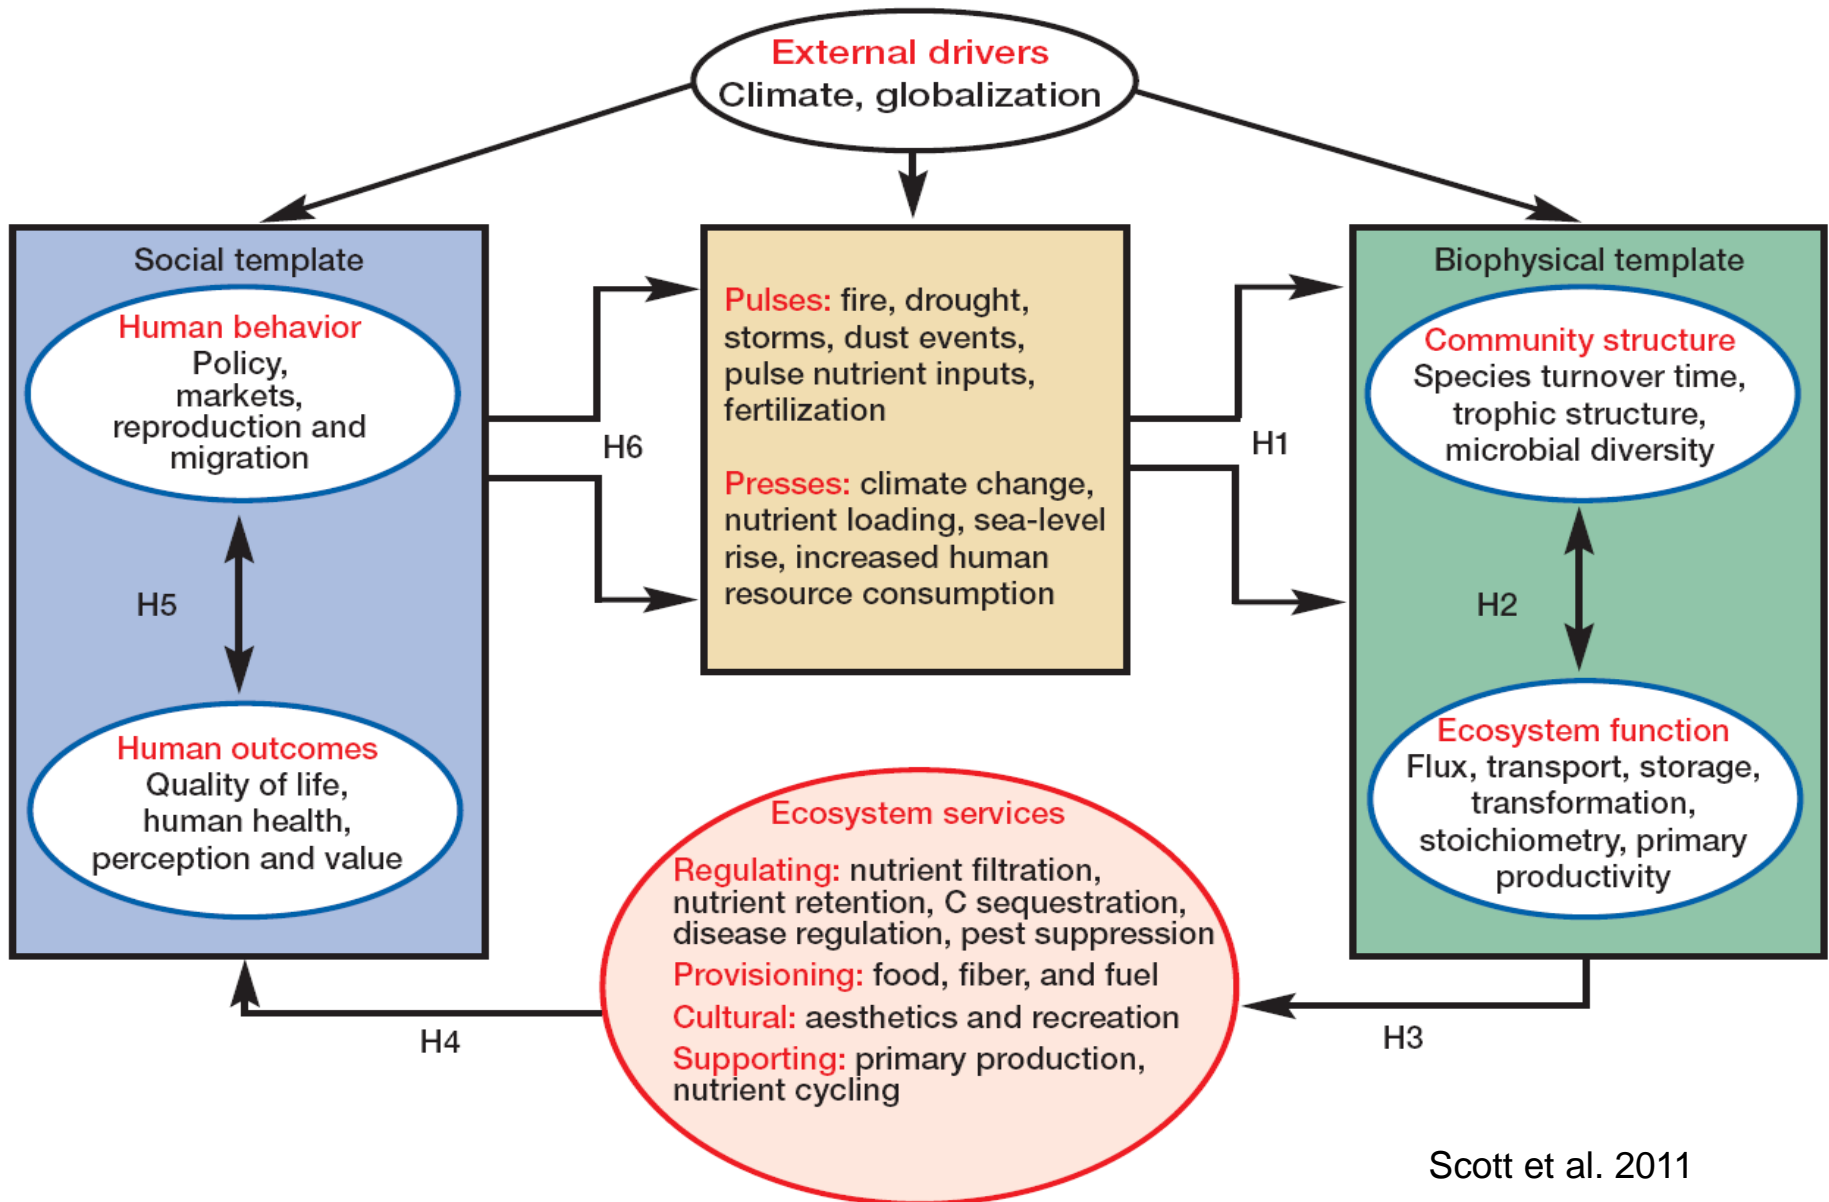 External drivers
Climate, globalization
Social template
Human behavior
Policy,
markets,
reproduction and
migration
H5
Human outcomes
Quality of life,
human health,
perception and value
H6
Pulses: fire, drought,
storms, dust events,
pulse nutrient inputs,
fertilization
Presses: climate change,
nutrient loading, sea-level
rise, increased human
resource consumption
H1
Biophysical template
Community structure
Species turnover time,
trophic structure,
microbial diversity
H2
Ecosystem function
Flux, transport, storage,
transformation,
stoichiometry, primary
productivity
Ecosystem services
Regulating: nutrient filtration,
nutrient retention, C sequestration,
disease regulation, pest suppression
Provisioning: food, fiber, and fuel
Cultural: aesthetics and recreation
Supporting: primary production,
nutrient cycling
H4
H3
Scott et al. 2011